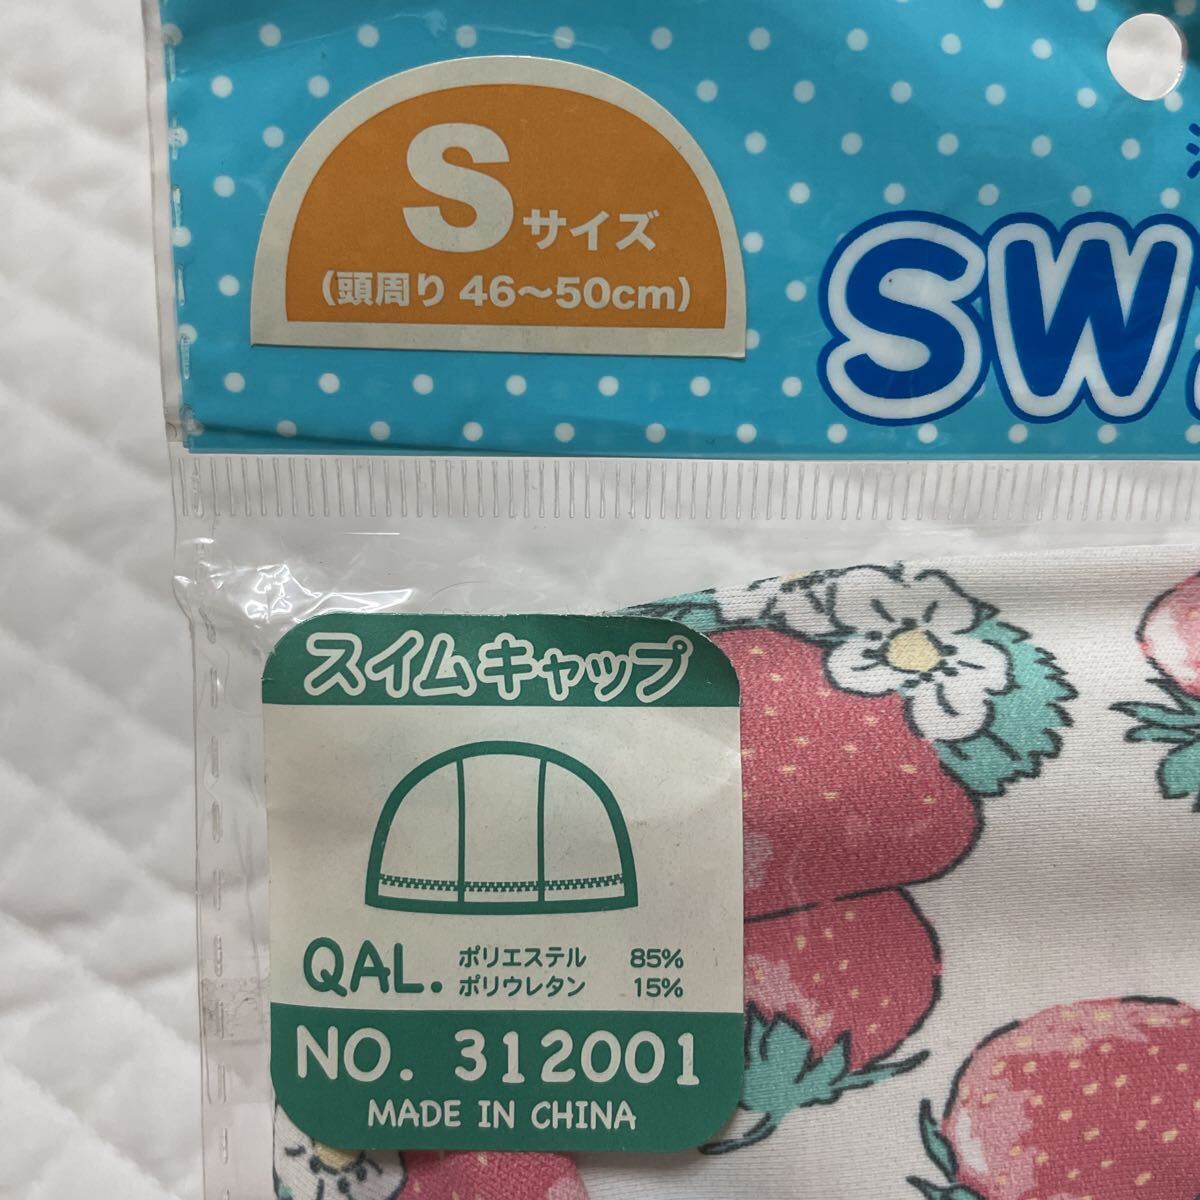 Sサイズ
(頭周り 46～50cm)
SW
スイムキャップ
QAL. ポリエステル 85%
ポリウレタン 15%
NO. 312001
MADE IN CHINA